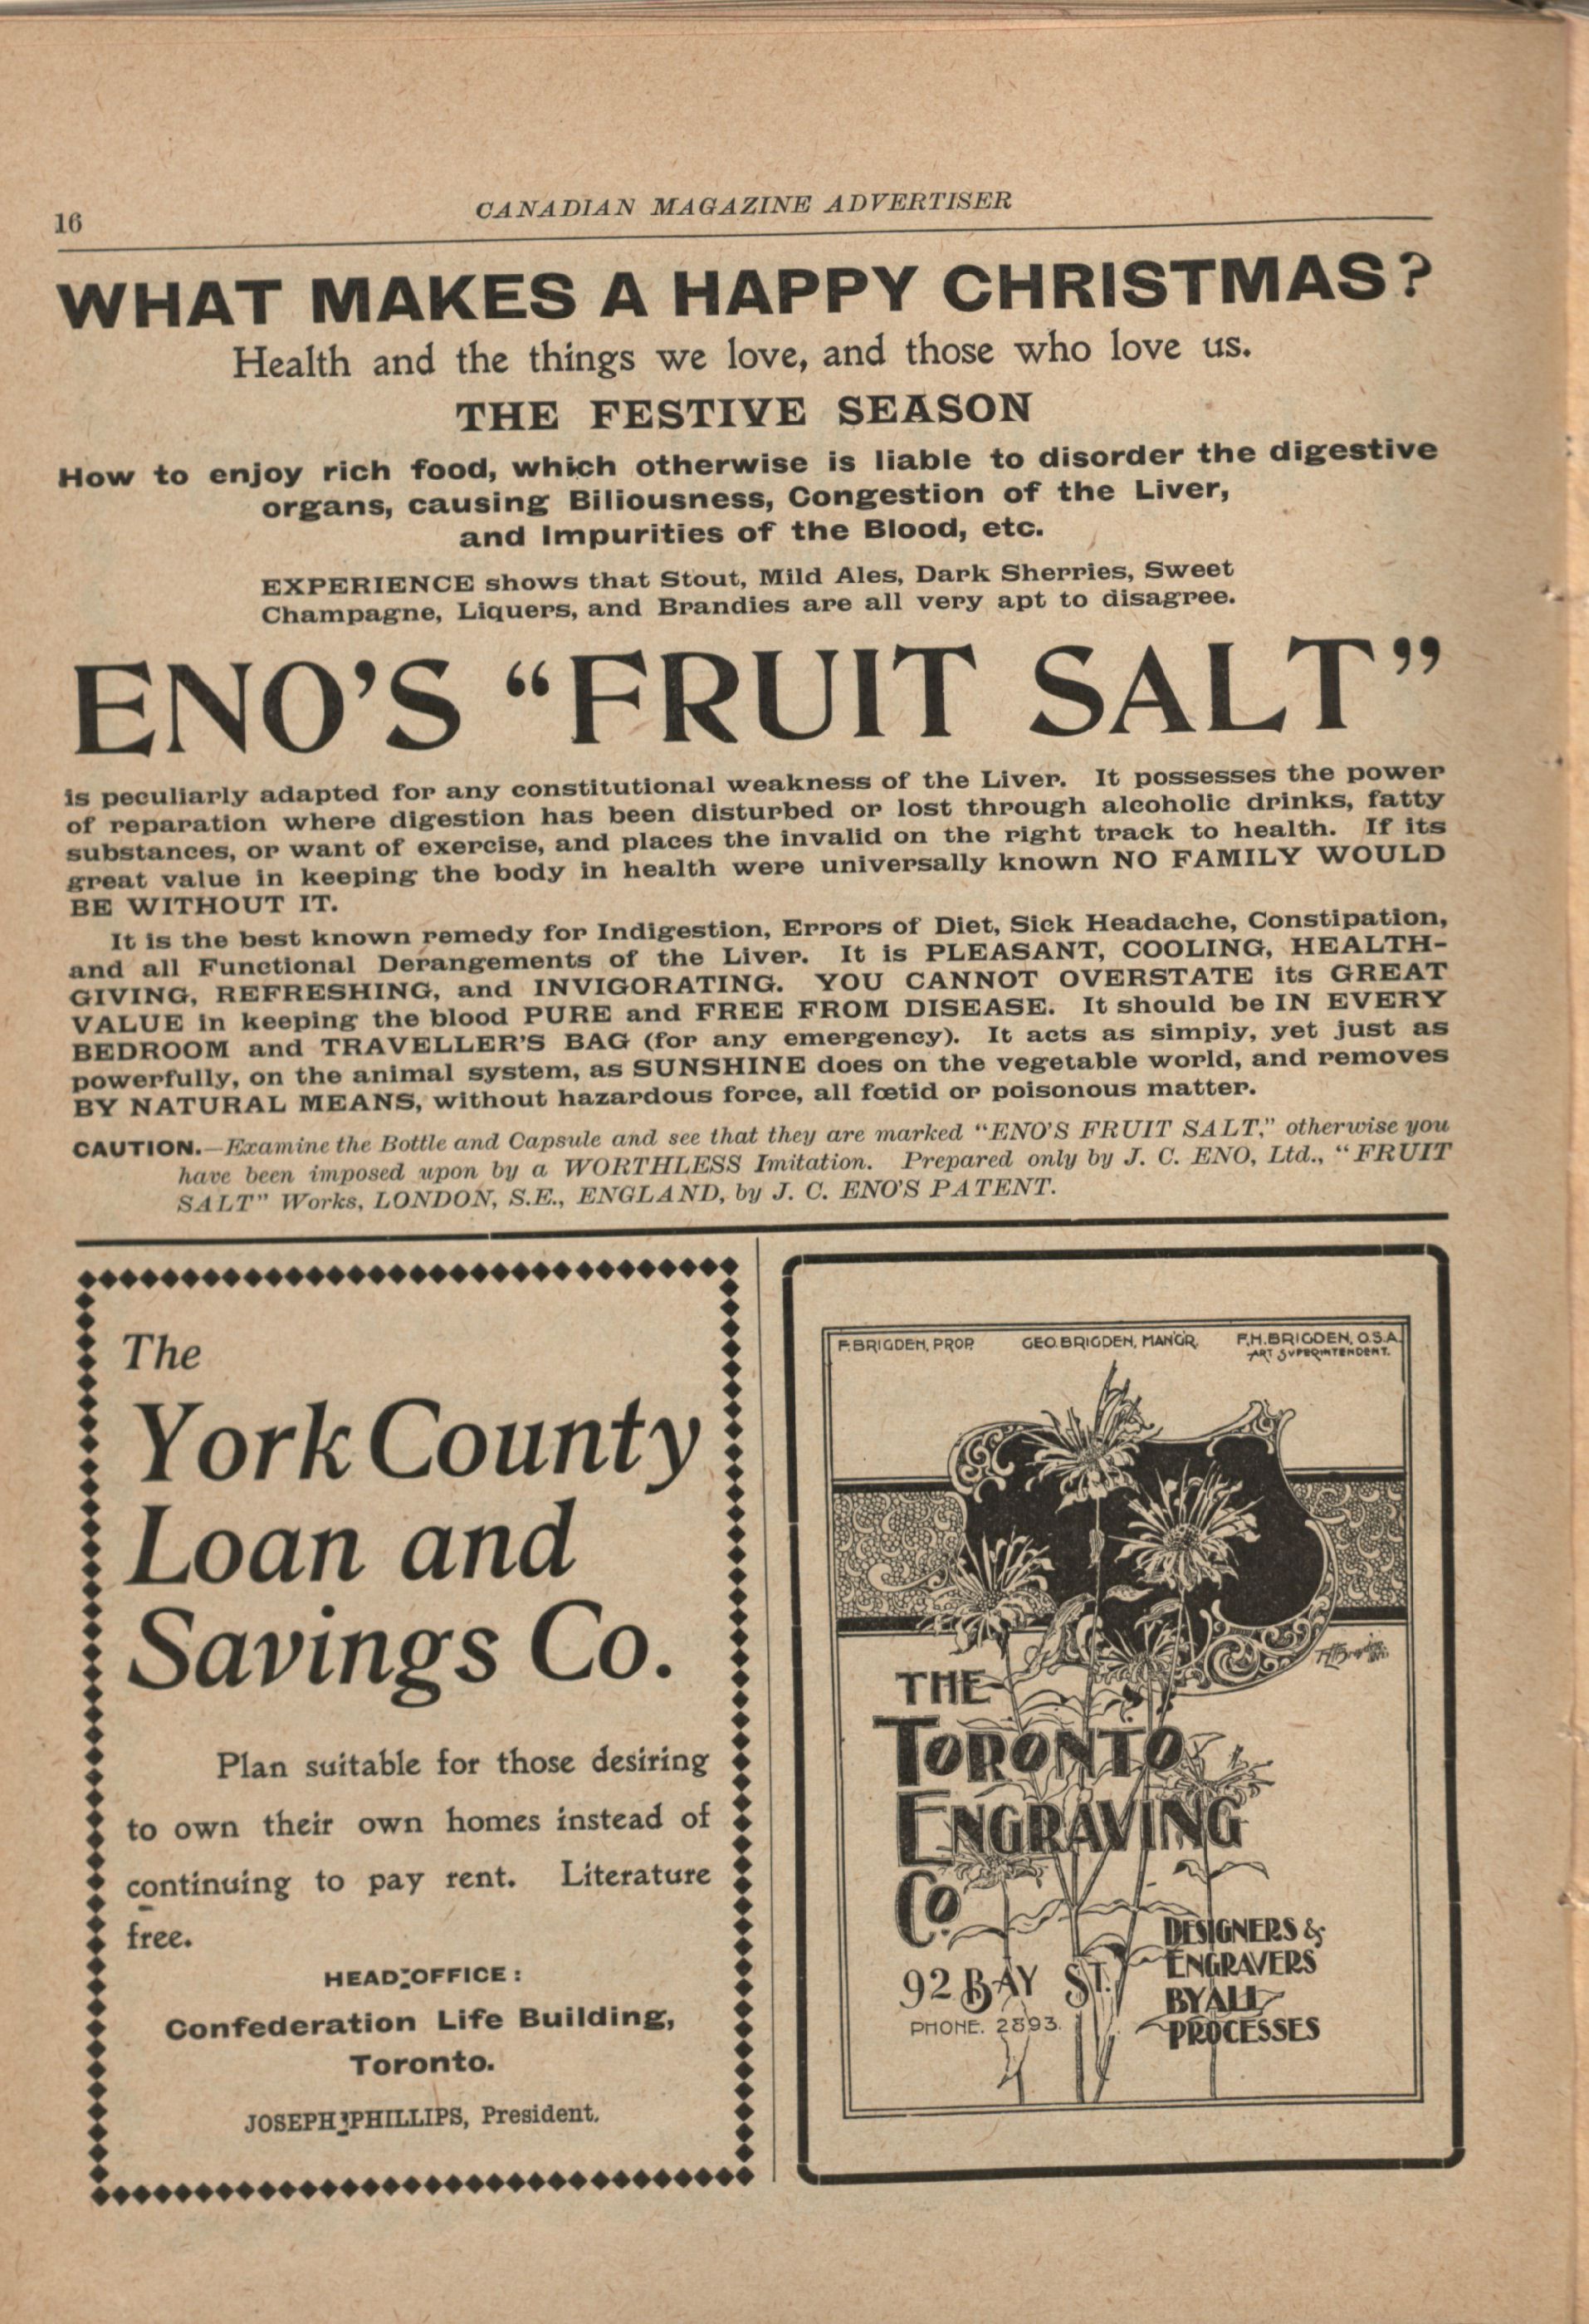 16
CANADIAN MAGAZINE ADVERTISER
WHAT MAKES A HAPPY CHRISTMAS?
Health and the things we love, and those who love us.
THE FESTIVE SEASON
How to enjoy rich food, which otherwise is liable to disorder the digestive
organs, causing Biliousness, Congestion of the Liver,
and Impurities of the Blood, etc.
EXPERIENCE shows that Stout, Mild Ales, Dark Sherries, Sweet
Champagne, Liquers, and Brandies are all very apt to disagree.
ENO'S “FRUIT SALT”
is peculiarly adapted for any constitutional weakness of the Liver. It possesses the power
of reparation where digestion has been disturbed or lost through alcoholic drinks, fatty
substances, or want of exercise, and places the invalid on the right track to health. If its
great value in keeping the body in health were universally known NO FAMILY WOULD
BE WITHOUT IT.
It is the best known remedy for Indigestion, Errors of Diet, Sick Headache, Constipation,
and all Functional Derangements of the Liver. It is PLEASANT, COOLING, HEALTH-
GIVING, REFRESHING, and INVIGORATING. YOU CANNOT OVERSTATE its GREAT
VALUE in keeping the blood PURE and FREE FROM DISEASE. It should be IN EVERY
BEDROOM and TRAVELLER'S BAG (for any emergency). It acts as simply, yet just as
powerfully, on the animal system, as SUNSHINE does on the vegetable world, and removes
BY NATURAL MEANS, without hazardous force, all fœtid or poisonous matter.
CAUTION.—Examine the Bottle and Capsule and see that they are marked “ENO'S FRUIT SALT,” otherwise you
have been imposed upon by a WORTHLESS Imitation. Prepared only by J. C. ENO, Ltd., “FRUIT
SALT” Works, LONDON, S.E., ENGLAND, by J. C. ENO'S PATENT.
The
York County
Loan and
Savings Co.
Plan suitable for those desiring
to own their own homes instead of
continuing to pay rent. Literature
free.
HEAD OFFICE:
Confederation Life Building,
Toronto.
JOSEPH PHILLIPS, President.
F. BRIGDEN, PROP. GEO. BRIGDEN, MAN'G'R. F.H. BRIGDEN, O.S.A.
ART SUPERINTENDENT.
THE
TORONTO
ENGRAVING
CO.
92 BAY ST.
PHONE. 2893.
DESIGNERS &
ENGRAVERS
BY ALL
PROCESSES